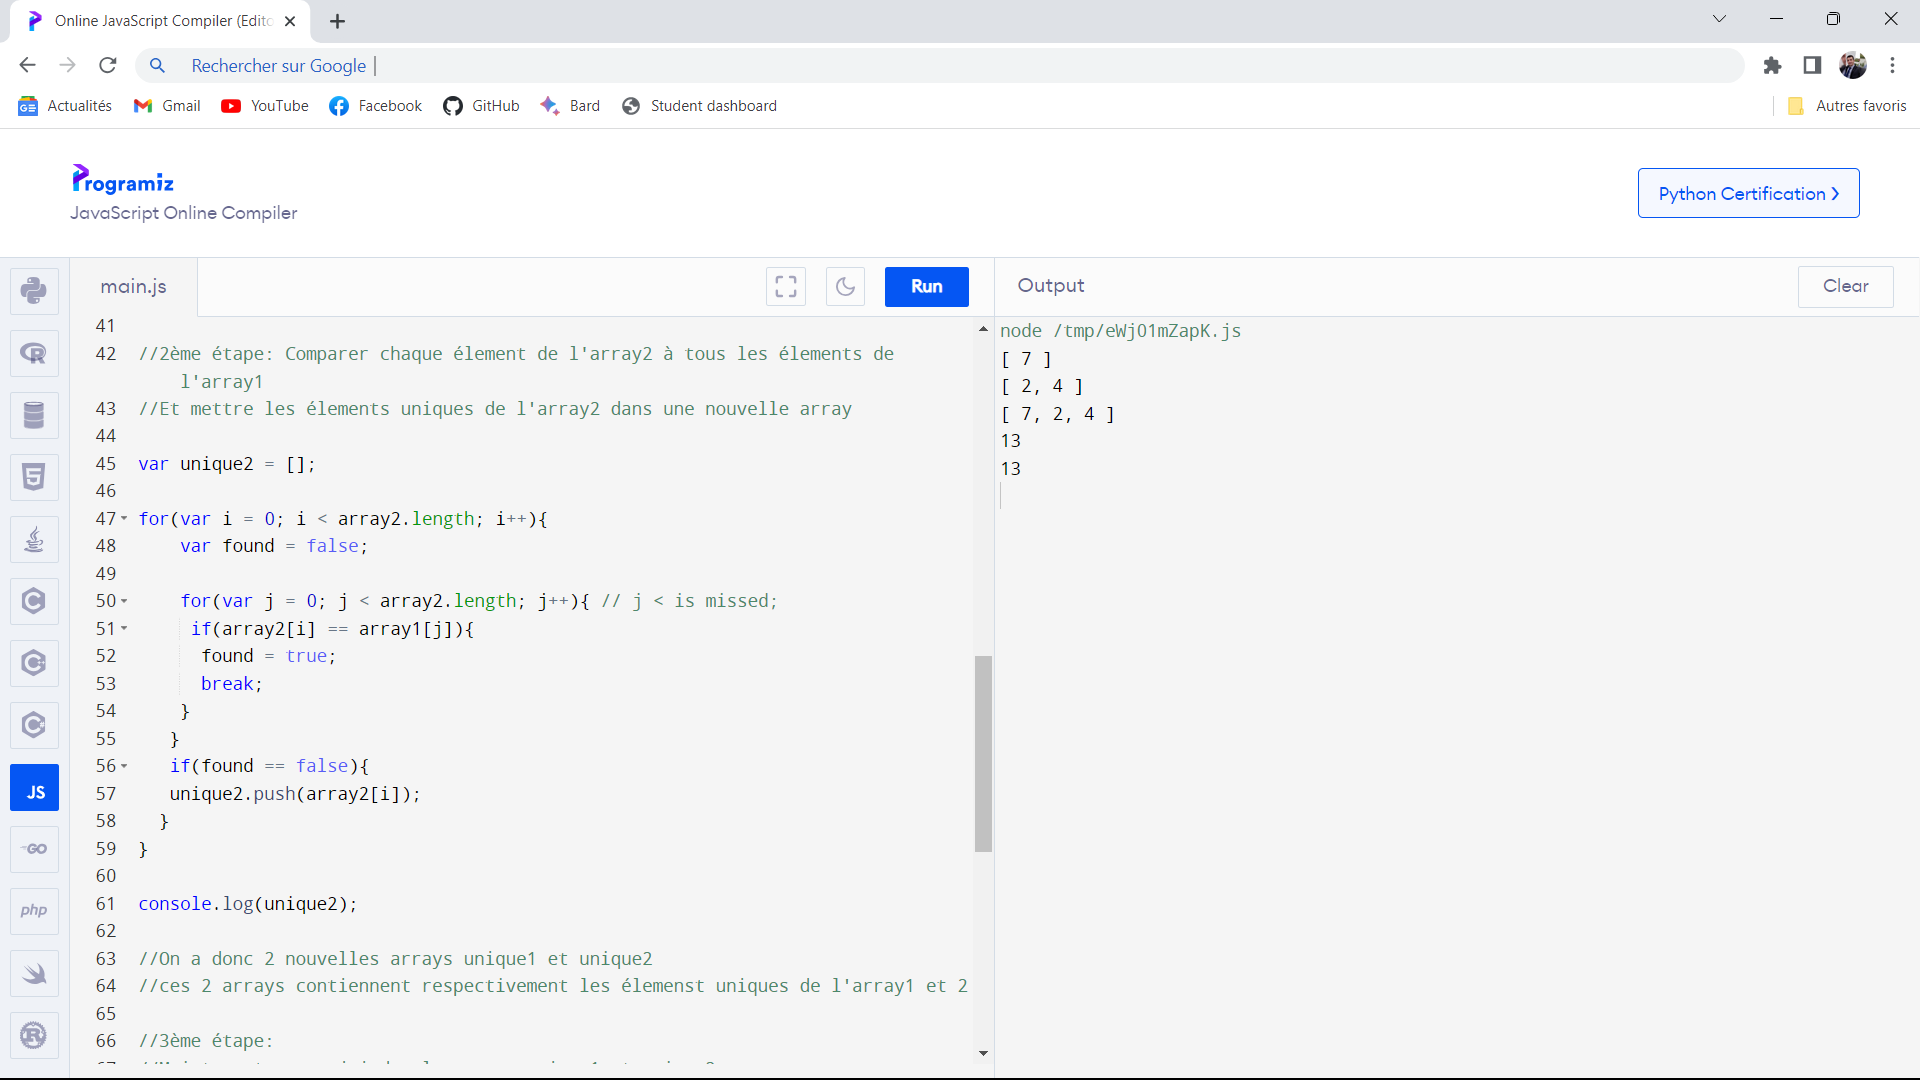 Online JavaScript Compiler (Edito
Rechercher sur Google
Actualités Gmail YouTube Facebook GitHub Bard Student dashboard Autres favoris
Programiz
JavaScript Online Compiler
Python Certification ›
main.js Run Output Clear
41
42 //2ème étape: Comparer chaque élement de l'array2 à tous les élements de
l'array1
43 //Et mettre les élements uniques de l'array2 dans une nouvelle array
44
45 var unique2 = [];
46
47 for(var i = 0; i < array2.length; i++){
48 var found = false;
49
50 for(var j = 0; j < array2.length; j++){ // j < is missed;
51 if(array2[i] == array1[j]){
52 found = true;
53 break;
54 }
55 }
56 if(found == false){
57 unique2.push(array2[i]);
58 }
59 }
60
61 console.log(unique2);
62
63 //On a donc 2 nouvelles arrays unique1 et unique2
64 //ces 2 arrays contiennent respectivement les élemenst uniques de l'array1 et 2
65
66 //3ème étape:
node /tmp/eWj01mZapK.js
[ 7 ]
[ 2, 4 ]
[ 7, 2, 4 ]
13
13
R
5
C
C
C
JS
GO
php
R